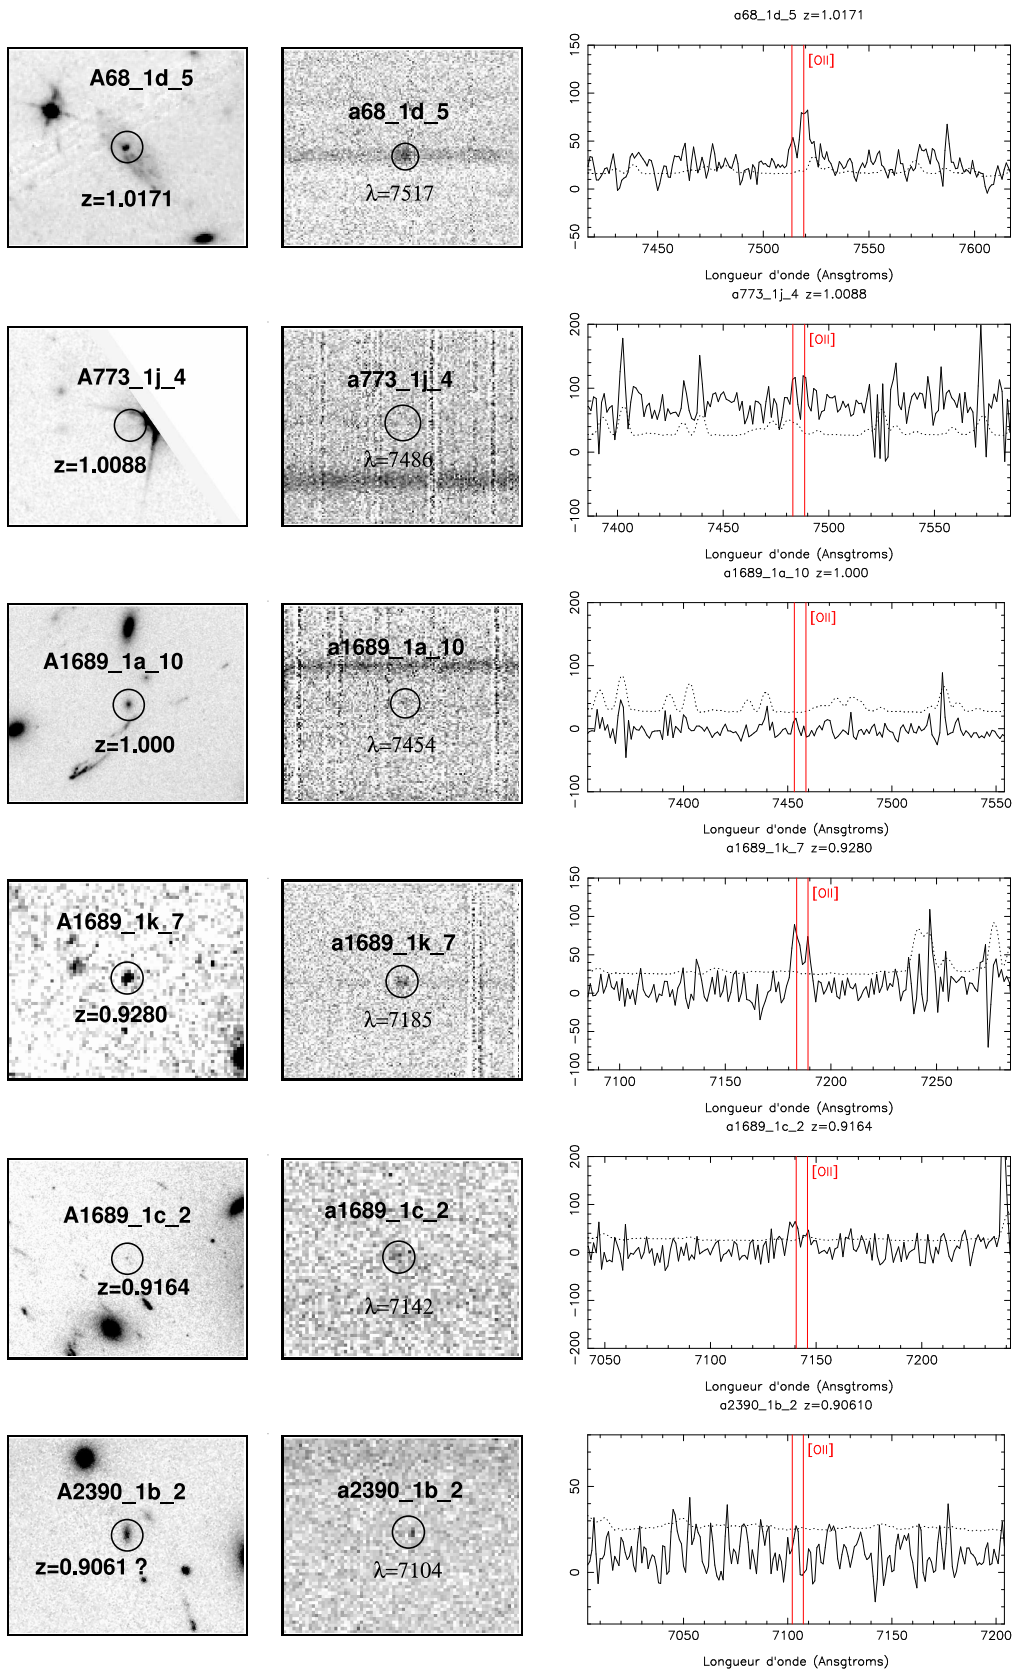 a68_1d_5 z=1.0171
A68_1d_5
z=1.0171
a68_1d_5
λ=7517
[OII]
150
100
50
0
−50
7450 7500 7550 7600
Longueur d'onde (Ansgtroms)
a773_1j_4 z=1.0088
A773_1j_4
z=1.0088
a773_1j_4
λ=7486
[OII]
200
100
0
−100
7400 7450 7500 7550
Longueur d'onde (Ansgtroms)
a1689_1a_10 z=1.000
A1689_1a_10
z=1.000
a1689_1a_10
λ=7454
[OII]
200
100
0
−100
7400 7450 7500 7550
Longueur d'onde (Ansgtroms)
a1689_1k_7 z=0.9280
A1689_1k_7
z=0.9280
a1689_1k_7
λ=7185
[OII]
150
100
50
0
−50
−100
7100 7150 7200 7250
Longueur d'onde (Ansgtroms)
a1689_1c_2 z=0.9164
A1689_1c_2
z=0.9164
a1689_1c_2
λ=7142
[OII]
200
100
0
−100
−200
7050 7100 7150 7200
Longueur d'onde (Ansgtroms)
a2390_1b_2 z=0.90610
A2390_1b_2
z=0.9061 ?
a2390_1b_2
λ=7104
[OII]
50
0
7050 7100 7150 7200
Longueur d'onde (Ansgtroms)